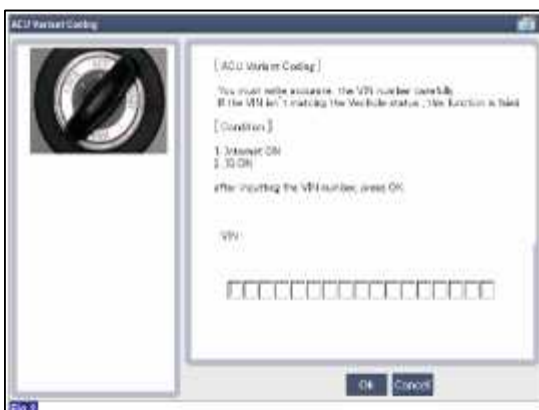 ACU Variant Coding
[ ACU Variant Coding ]
You must write accurate, the VIN number carefully
If the VIN isn't matching the Vechicle status, this function is failed
[ Condition ]
1. Internet ON
2. IG ON
after inputting the VIN number, press OK
VIN :
Ok
Cancel